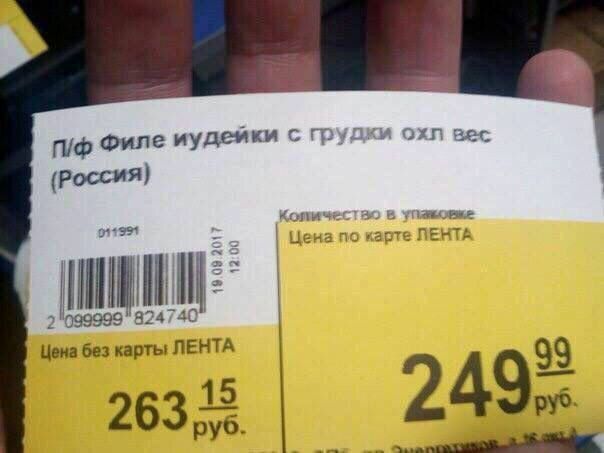 П/ф Филе иудейки с грудки охл вес
(Россия)
011991
19.09.2017
12:00
2 099999 824740
Количество в упаковке
Цена по карте ЛЕНТА
249 99
руб.
Цена без карты ЛЕНТА
263 15
руб.